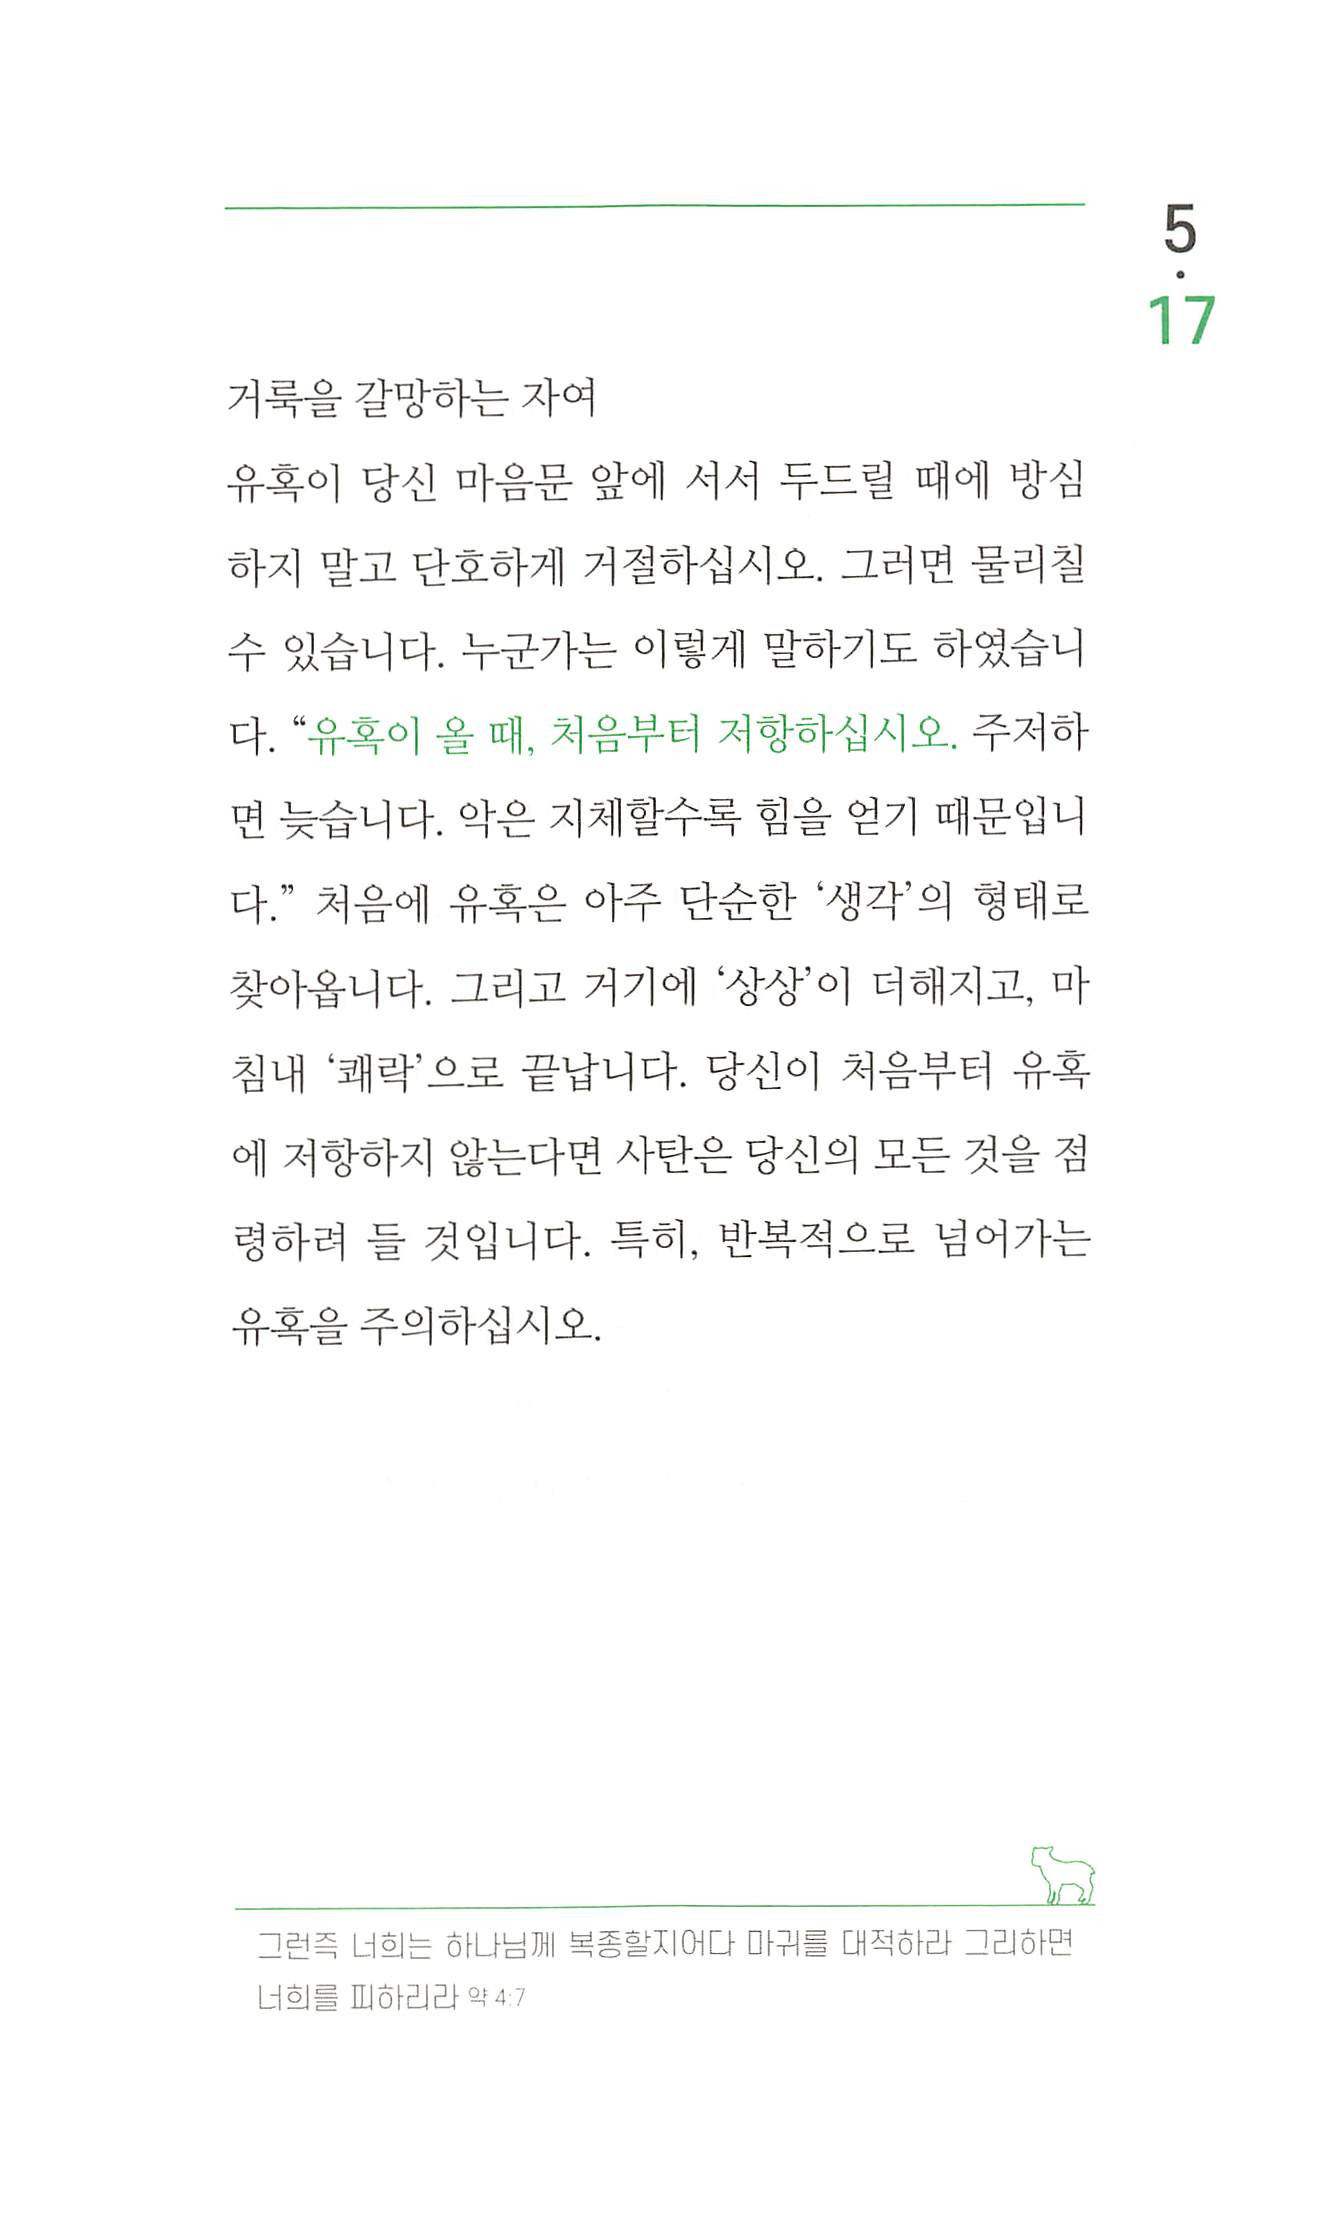 5
·
17
거룩을 갈망하는 자여
유혹이 당신 마음문 앞에 서서 두드릴 때에 방심
하지 말고 단호하게 거절하십시오. 그러면 물리칠
수 있습니다. 누군가는 이렇게 말하기도 하였습니
다. “유혹이 올 때, 처음부터 저항하십시오. 주저하
면 늦습니다. 악은 지체할수록 힘을 얻기 때문입니
다.” 처음에 유혹은 아주 단순한 ‘생각’의 형태로
찾아옵니다. 그리고 거기에 ‘상상’이 더해지고, 마
침내 ‘쾌락’으로 끝납니다. 당신이 처음부터 유혹
에 저항하지 않는다면 사탄은 당신의 모든 것을 점
령하려 들 것입니다. 특히, 반복적으로 넘어가는
유혹을 주의하십시오.
그런즉 너희는 하나님께 복종할지어다 마귀를 대적하라 그리하면
너희를 피하리라 약 4:7